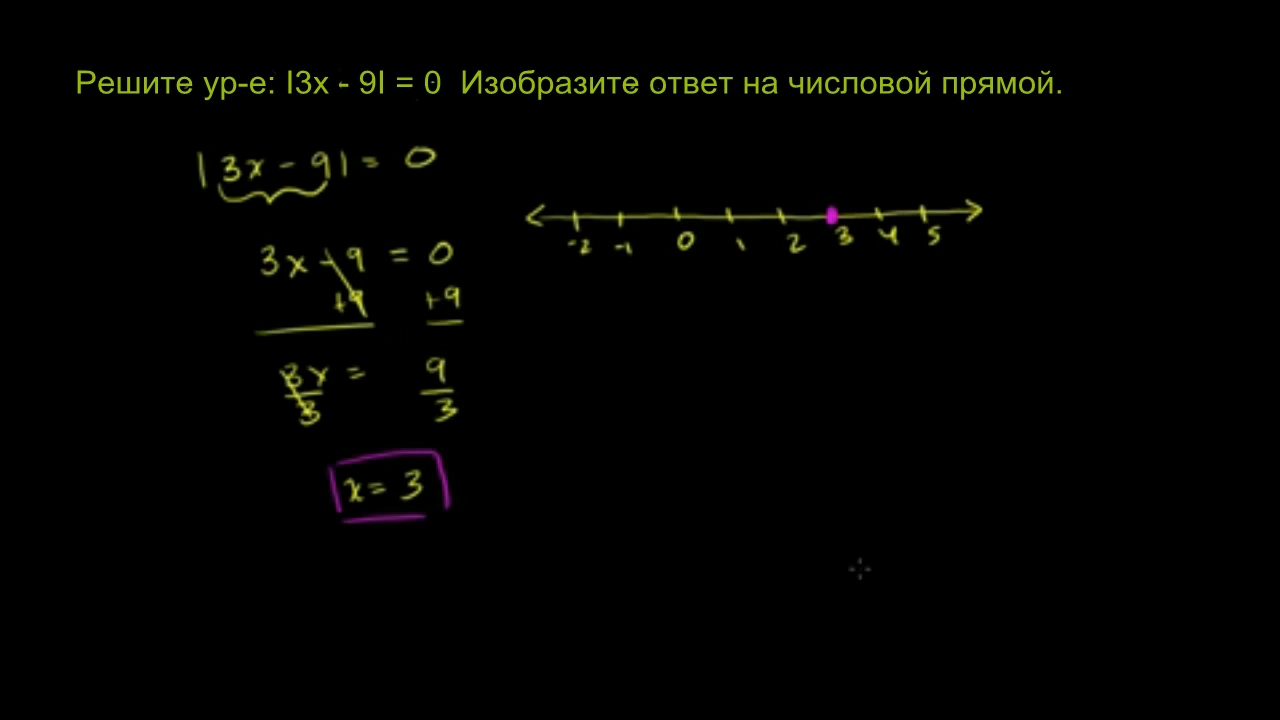 Решите ур-е: I3x - 9I = 0 Изобразите ответ на числовой прямой.
|3x - 9| = 0
-2 -1 0 1 2 3 4 5
3x - 9 = 0
+9 +9
3x = 9
3 3
x = 3